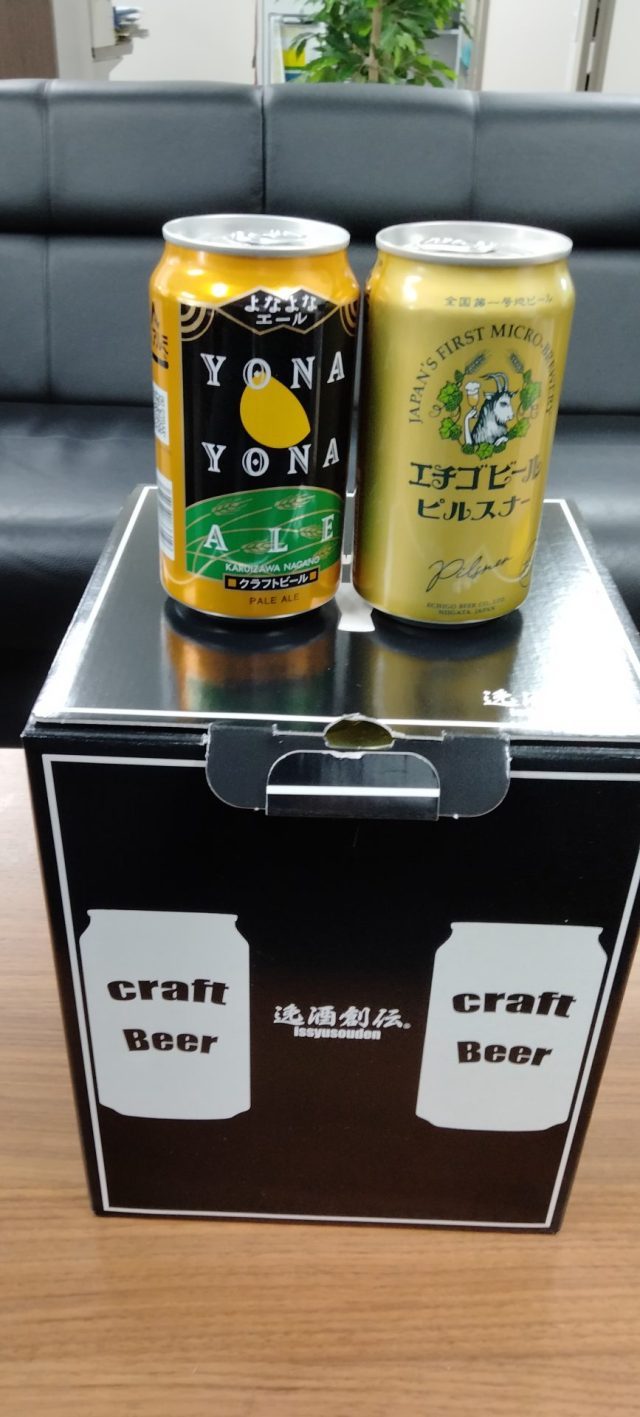 よなよな
エール
YONA
YONA
ALE
KARUIZAWA NAGANO
クラフトビール
PALE ALE
全国第一号地ビール
JAPAN'S FIRST MICRO-BREWERY
エチゴビール
ピルスナー
Pilsner
ECHIGO BEER CO., LTD.
NIIGATA JAPAN
craft
Beer
逸酒創伝®
issyusouden
craft
Beer